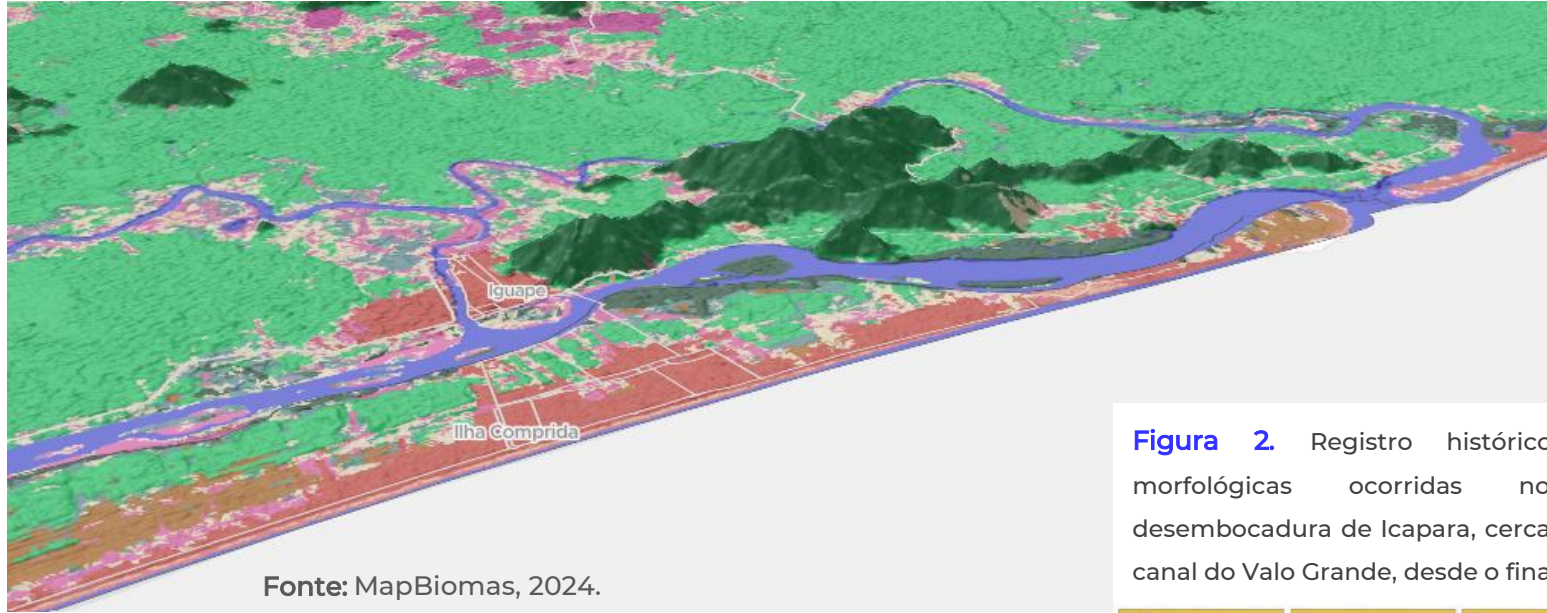 Iguape
Ilha Comprida
Fonte: MapBiomas, 2024.
Figura 2. Registro histórico
morfológicas ocorridas no
desembocadura de Icapara, cerca
canal do Valo Grande, desde o fina